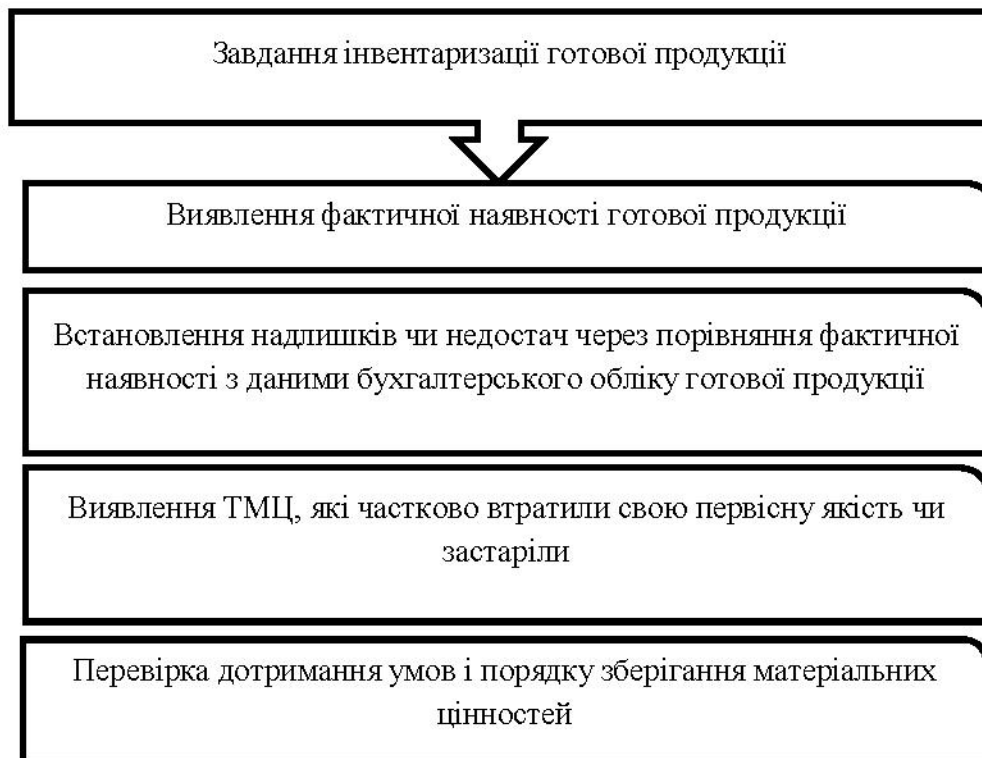 Завдання інвентаризації готової продукції
Виявлення фактичної наявності готової продукції
Встановлення надлишків чи недостач через порівняння фактичної
наявності з даними бухгалтерського обліку готової продукції
Виявлення ТМЦ, які частково втратили свою первісну якість чи
застаріли
Перевірка дотримання умов і порядку зберігання матеріальних
цінностей